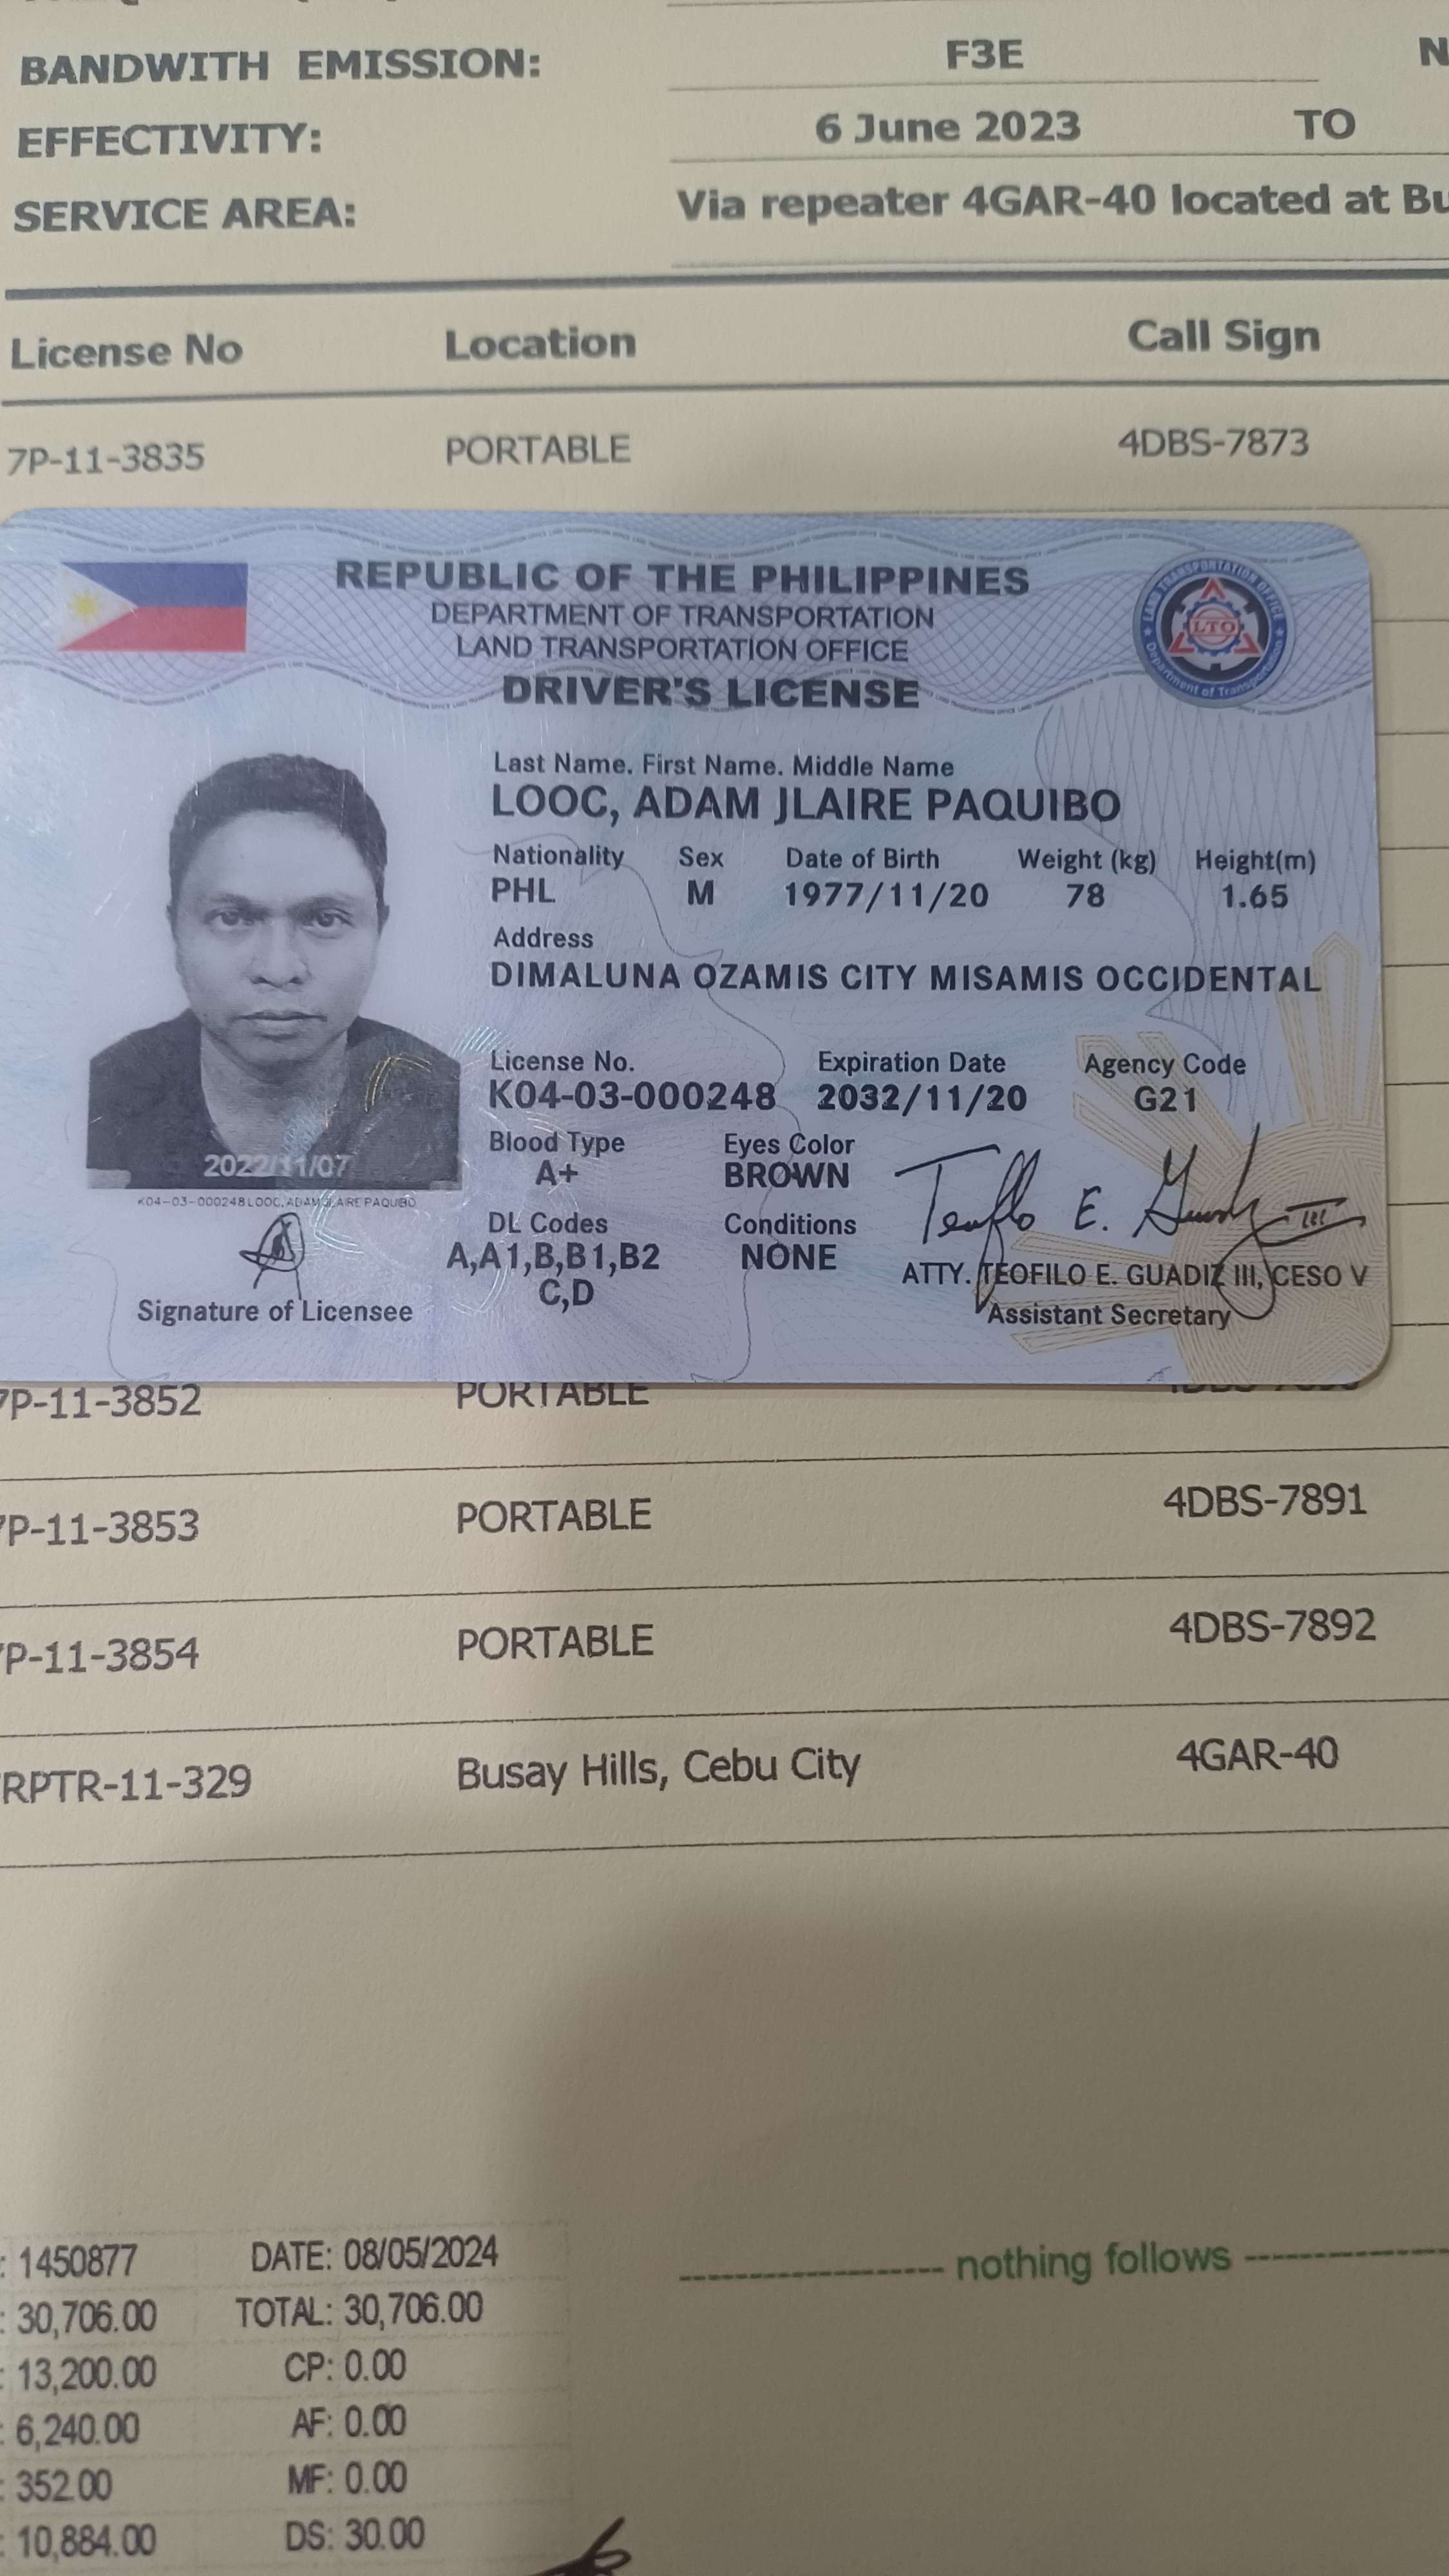 BANDWITH EMISSION: F3E N
EFFECTIVITY: 6 June 2023 TO
SERVICE AREA: Via repeater 4GAR-40 located at Bu
License No Location Call Sign
7P-11-3835 PORTABLE 4DBS-7873
REPUBLIC OF THE PHILIPPINES
DEPARTMENT OF TRANSPORTATION
LAND TRANSPORTATION OFFICE
DRIVER'S LICENSE
LAND TRANSPORTATION OFFICE
LTO
Department of Transportation
Last Name. First Name. Middle Name
LOOC, ADAM JLAIRE PAQUIBO
Nationality Sex Date of Birth Weight (kg) Height(m)
PHL M 1977/11/20 78 1.65
Address
DIMALUNA OZAMIS CITY MISAMIS OCCIDENTAL
License No. Expiration Date Agency Code
K04-03-000248 2032/11/20 G21
Blood Type Eyes Color
A+ BROWN
2022/11/07
K04-03-000248LOOC, ADAM JLAIRE PAQUIBO
DL Codes Conditions
A,A1,B,B1,B2 NONE
C,D
Signature of Licensee
ATTY. TEOFILO E. GUADIZ III, CESO V
Assistant Secretary
7P-11-3852 PORTABLE
7P-11-3853 PORTABLE 4DBS-7891
7P-11-3854 PORTABLE 4DBS-7892
RPTR-11-329 Busay Hills, Cebu City 4GAR-40
: 1450877 DATE: 08/05/2024
: 30,706.00 TOTAL: 30,706.00
: 13,200.00 CP: 0.00
: 6,240.00 AF: 0.00
: 352.00 MF: 0.00
: 10,884.00 DS: 30.00
------------------- nothing follows ---------------